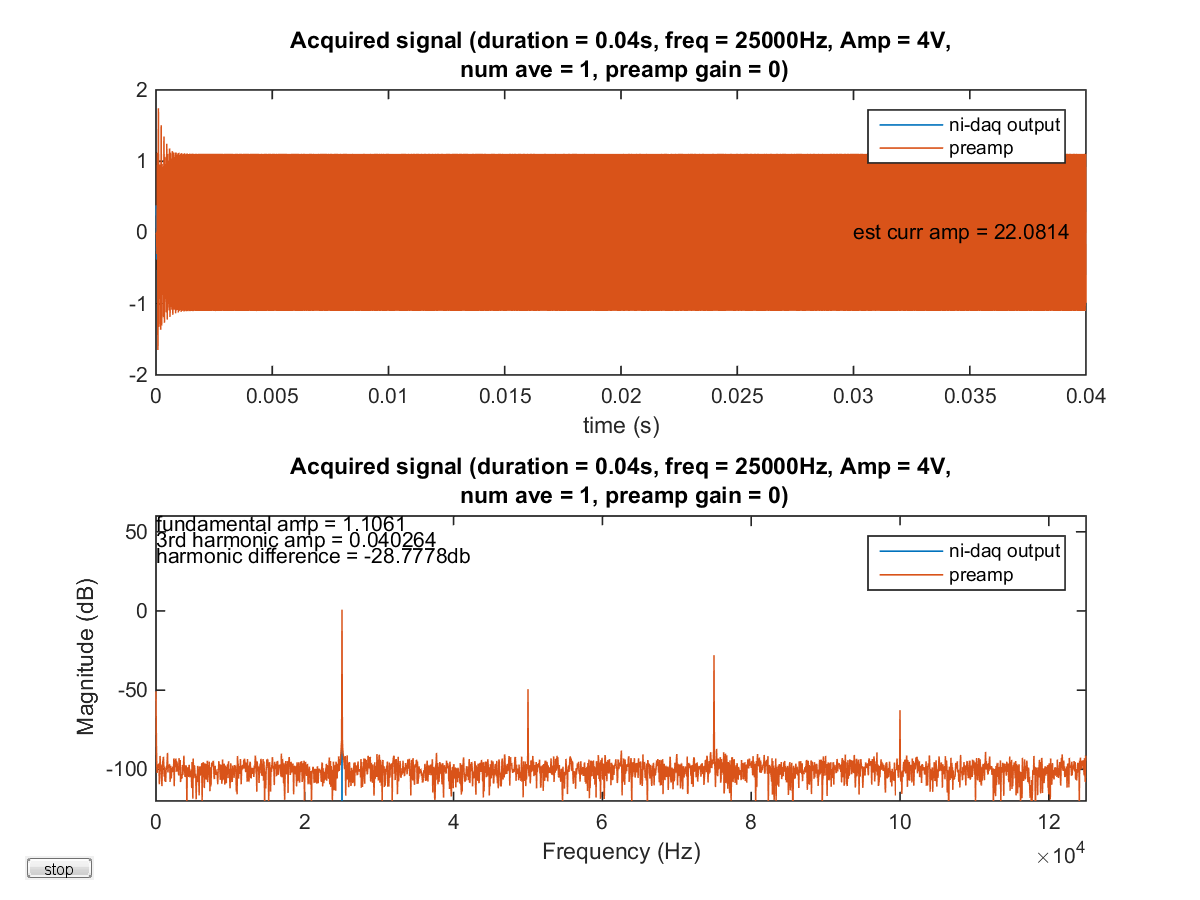 Acquired signal (duration = 0.04s, freq = 25000Hz, Amp = 4V,
num ave = 1, preamp gain = 0)
2
1
0
-1
-2
ni-daq output
preamp
est curr amp = 22.0814
0 0.005 0.01 0.015 0.02 0.025 0.03 0.035 0.04
time (s)
Acquired signal (duration = 0.04s, freq = 25000Hz, Amp = 4V,
num ave = 1, preamp gain = 0)
fundamental amp = 1.1061
3rd harmonic amp = 0.040264
harmonic difference = -28.7778db
ni-daq output
preamp
Magnitude (dB)
50
0
-50
-100
0 2 4 6 8 10 12
×10⁴
Frequency (Hz)
stop